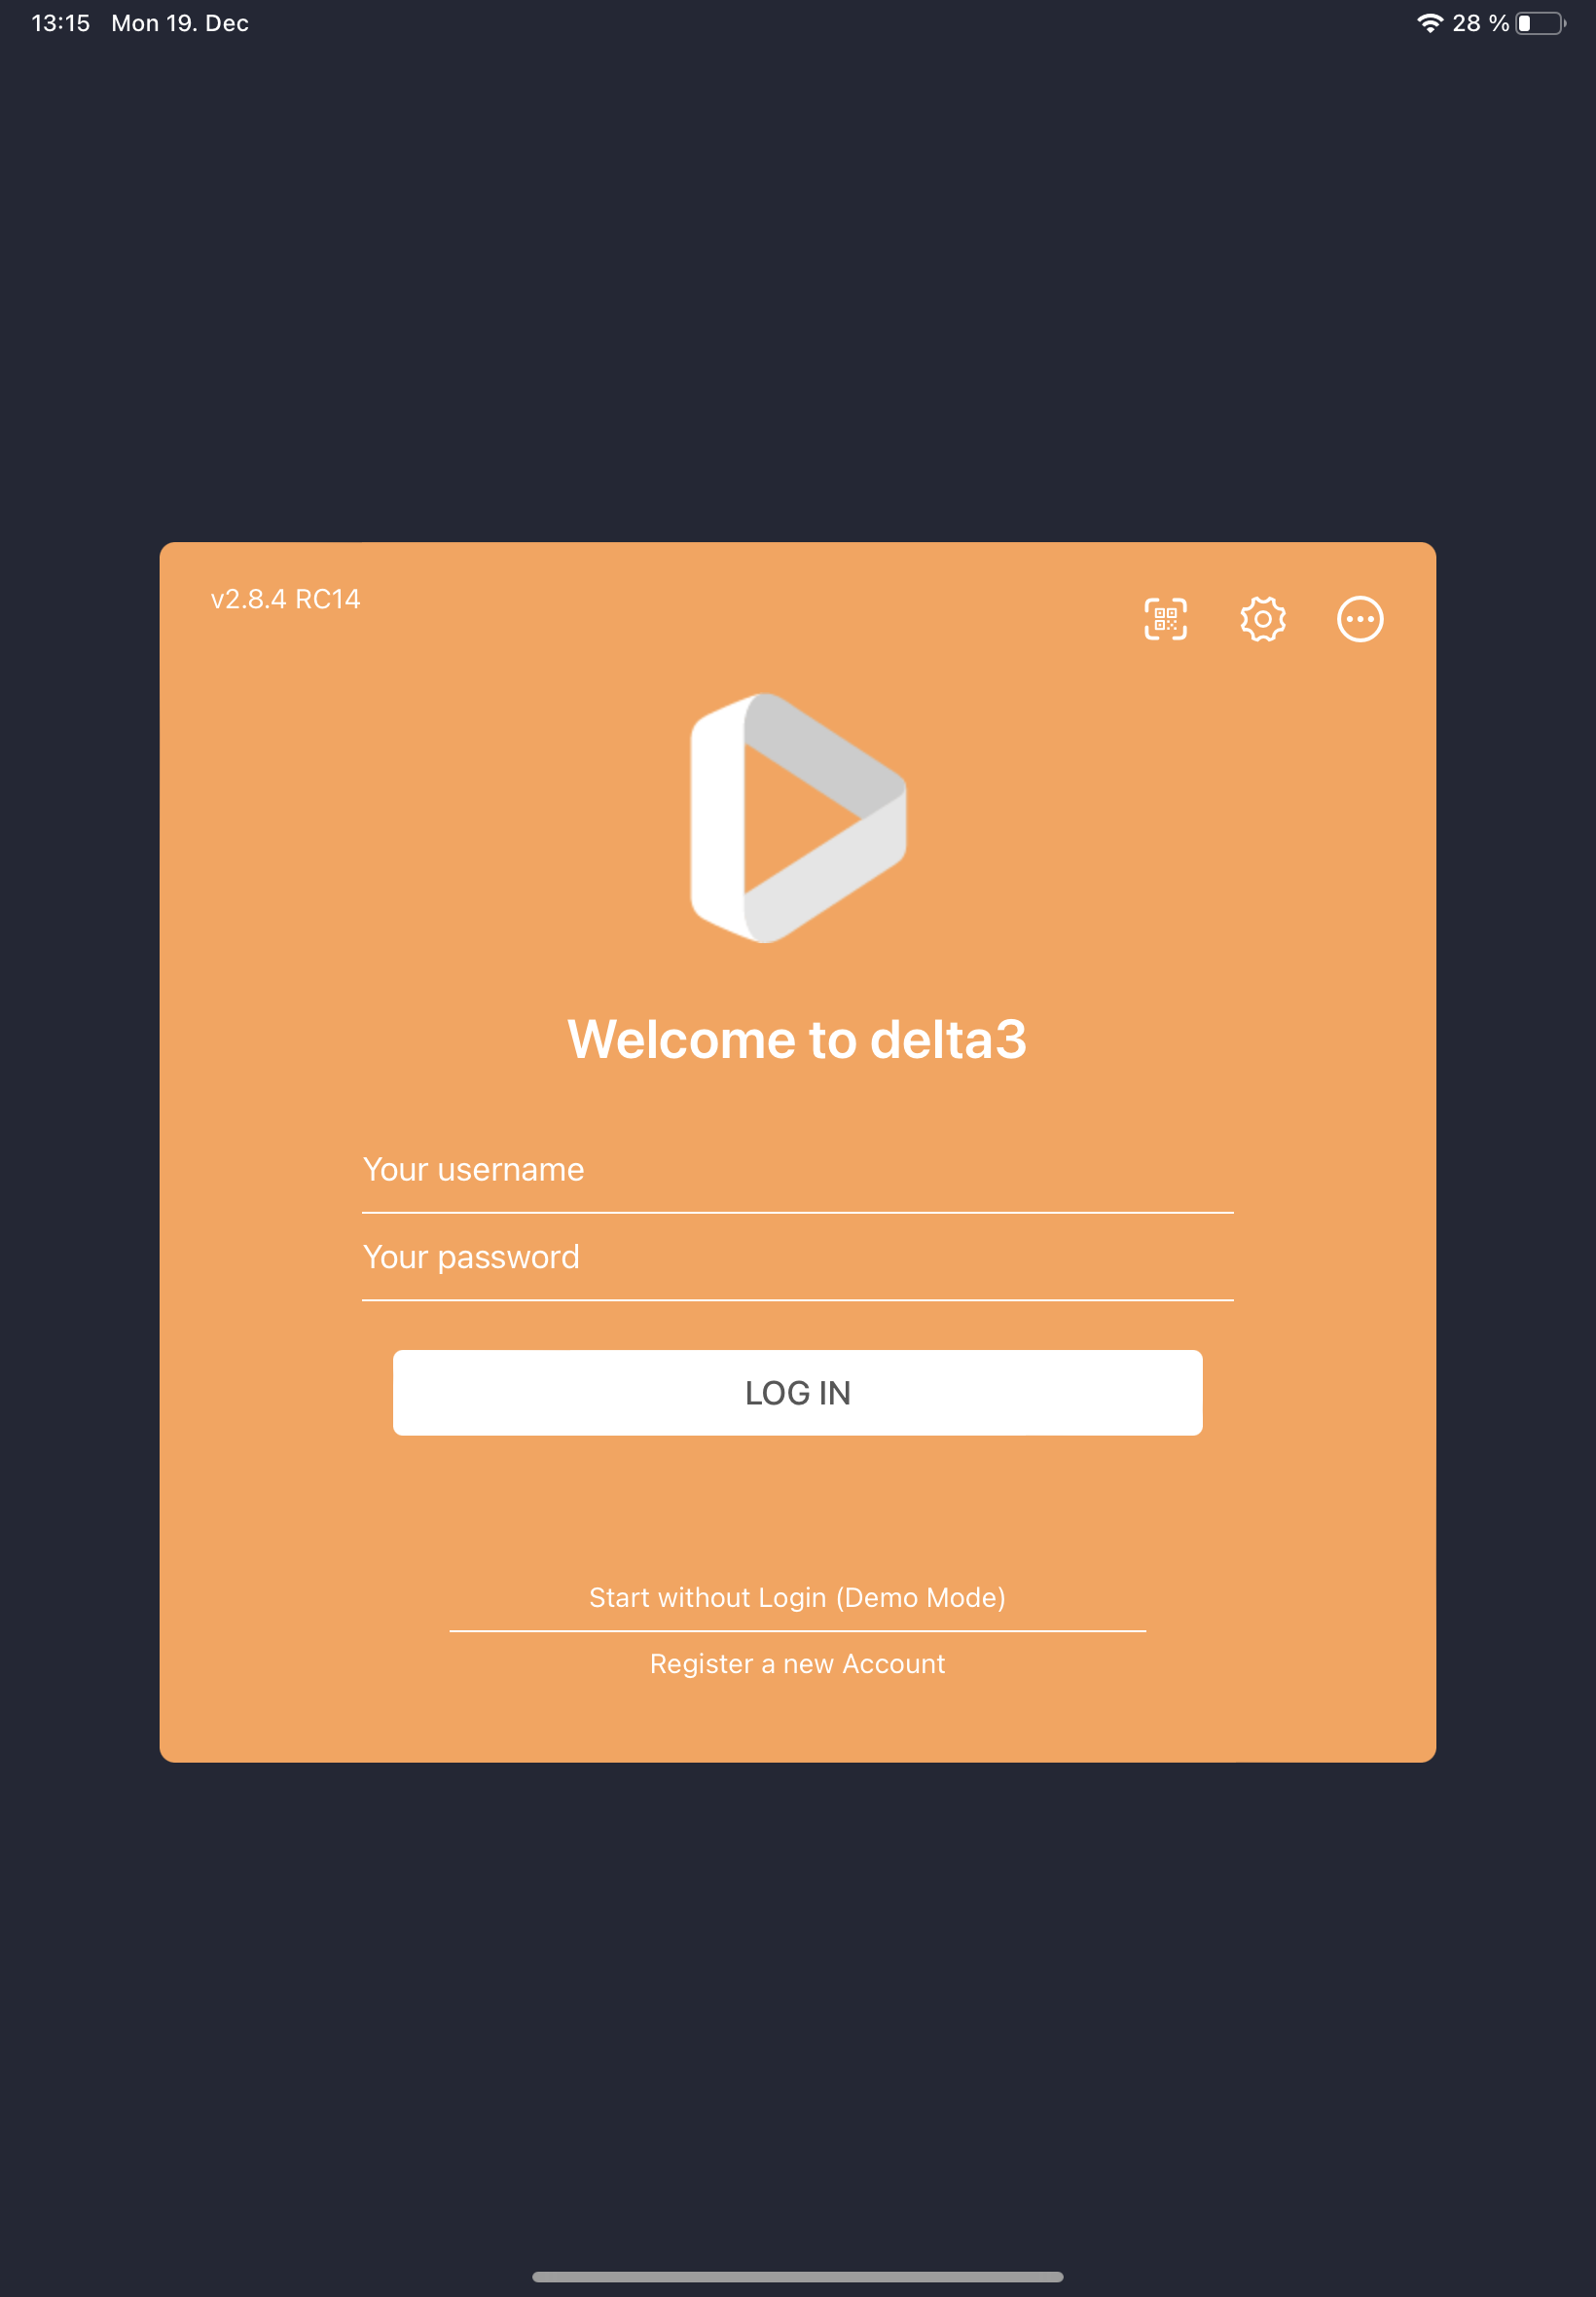 13:15 Mon 19. Dec 28 %
v2.8.4 RC14
Welcome to delta3
Your username
Your password
LOG IN
Start without Login (Demo Mode)
Register a new Account